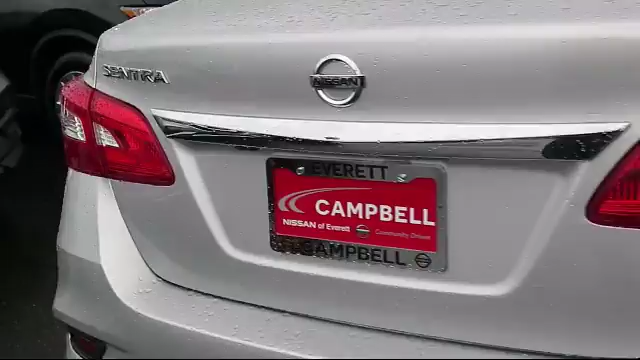 SENTRA
NISSAN
EVERETT
CAMPBELL
NISSAN of Everett
Community Driven
CAMPBELL